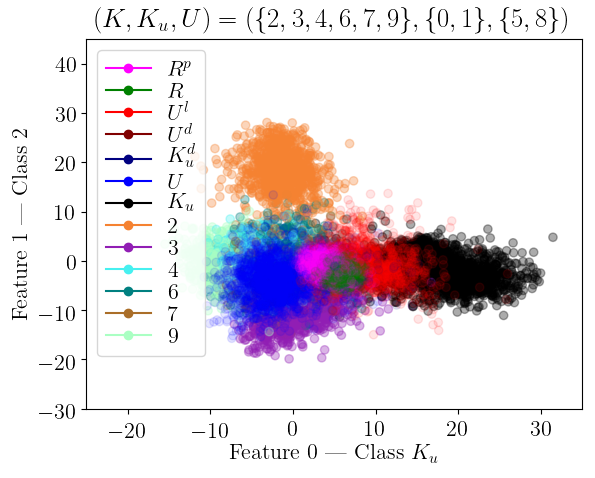 (K, K_u, U) = ({2, 3, 4, 6, 7, 9}, {0, 1}, {5, 8})
Feature 1 — Class 2
40
30
20
10
0
−10
−20
−30
R^p
R
U^l
U^d
K_u^d
U
K_u
2
3
4
6
7
9
−20 −10 0 10 20 30
Feature 0 — Class K_u